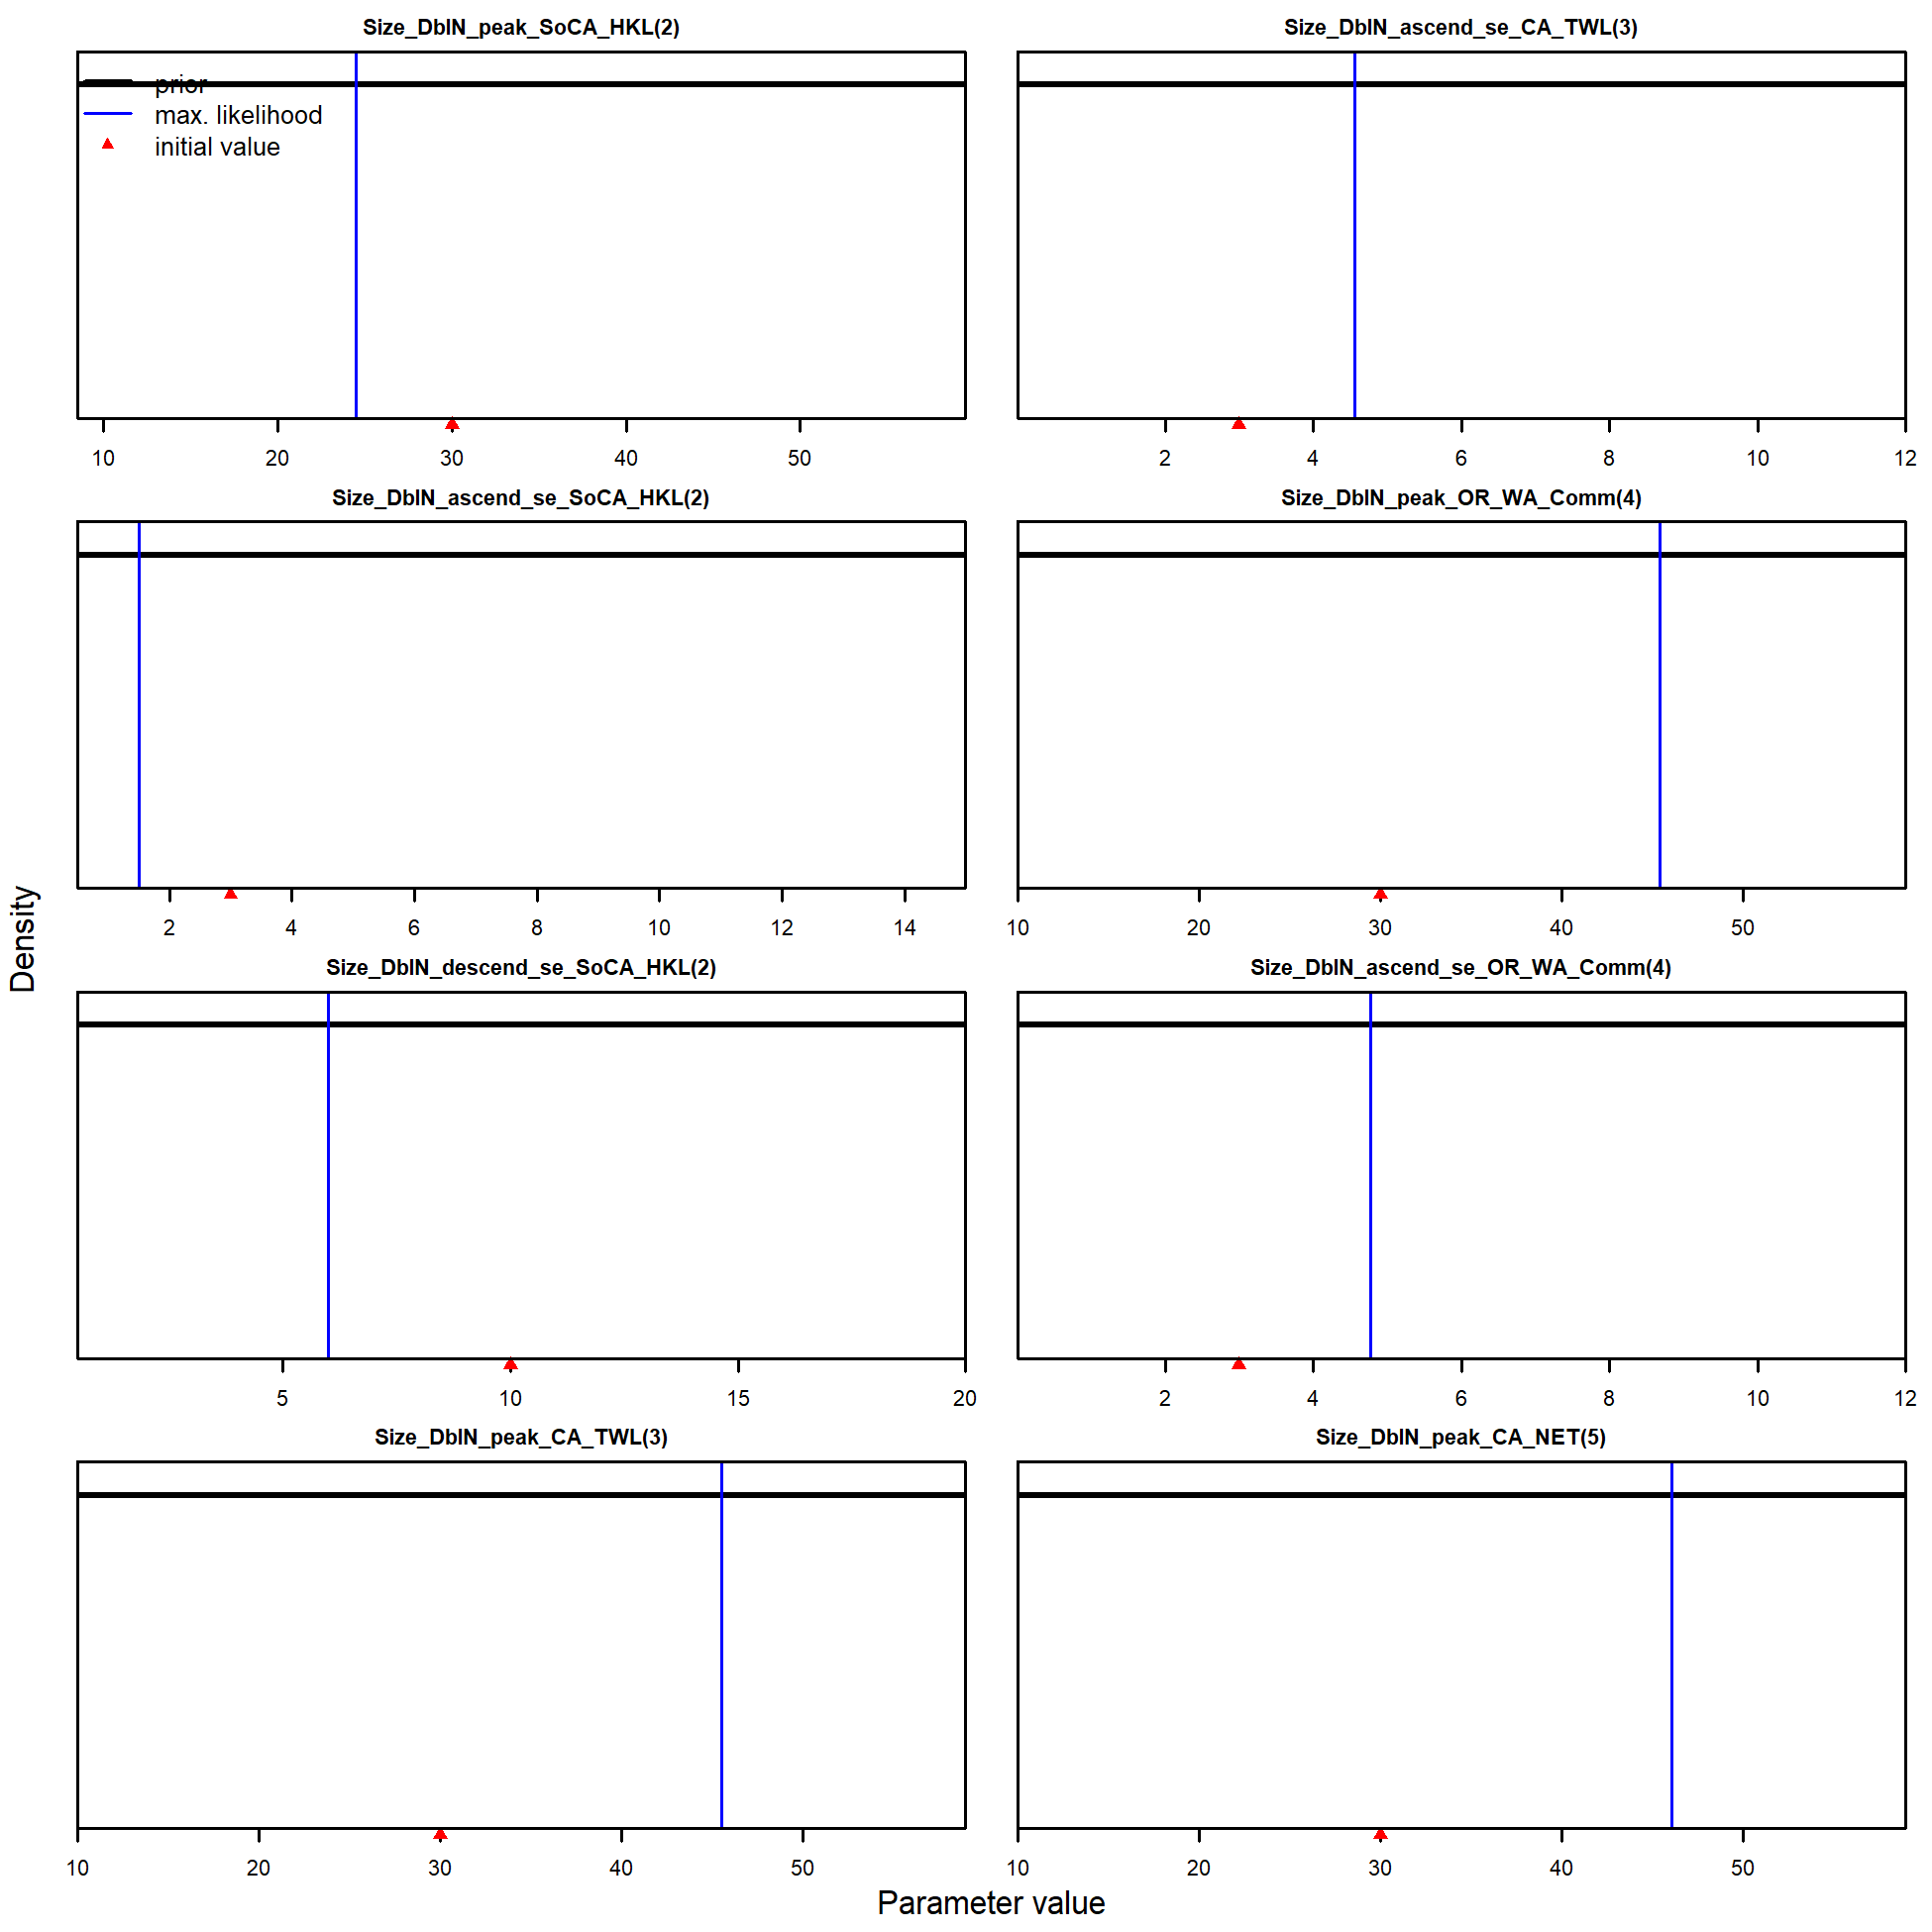 Size_DblN_peak_SoCA_HKL(2)
prior
max. likelihood
initial value
10 20 30 40 50
Size_DblN_ascend_se_CA_TWL(3)
2 4 6 8 10 12
Size_DblN_ascend_se_SoCA_HKL(2)
2 4 6 8 10 12 14
Size_DblN_peak_OR_WA_Comm(4)
10 20 30 40 50
Size_DblN_descend_se_SoCA_HKL(2)
5 10 15 20
Size_DblN_ascend_se_OR_WA_Comm(4)
2 4 6 8 10 12
Size_DblN_peak_CA_TWL(3)
10 20 30 40 50
Size_DblN_peak_CA_NET(5)
10 20 30 40 50
Density
Parameter value